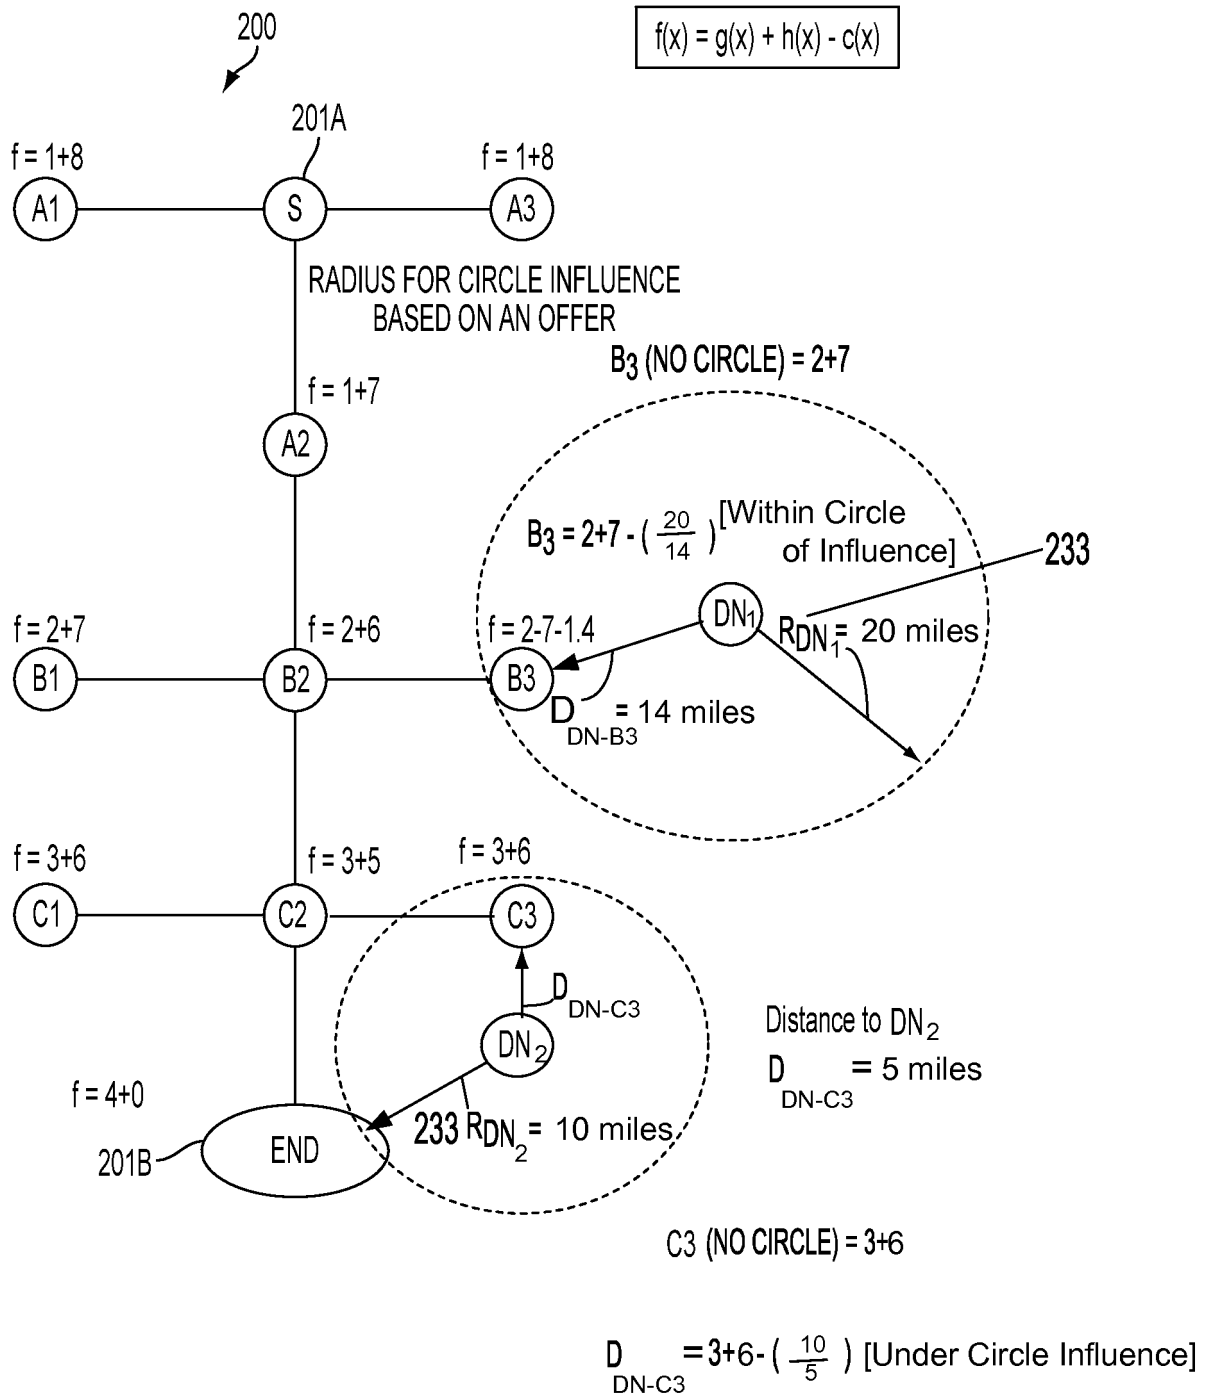 200
f(x) = g(x) + h(x) - c(x)
201A
f = 1+8
f = 1+8
A1
S
A3
RADIUS FOR CIRCLE INFLUENCE
BASED ON AN OFFER
B3 (NO CIRCLE) = 2+7
f = 1+7
A2
B3 = 2+7 - (20/14) [Within Circle
of Influence]
233
DN1
RDN1 = 20 miles
f = 2+7
f = 2+6
f = 2-7-1.4
B1
B2
B3
D DN-B3 = 14 miles
f = 3+6
f = 3+5
f = 3+6
C1
C2
C3
D DN-C3
DN2
Distance to DN2
D DN-C3 = 5 miles
f = 4+0
233 RDN2 = 10 miles
END
201B
C3 (NO CIRCLE) = 3+6
D DN-C3 = 3+6-(10/5) [Under Circle Influence]